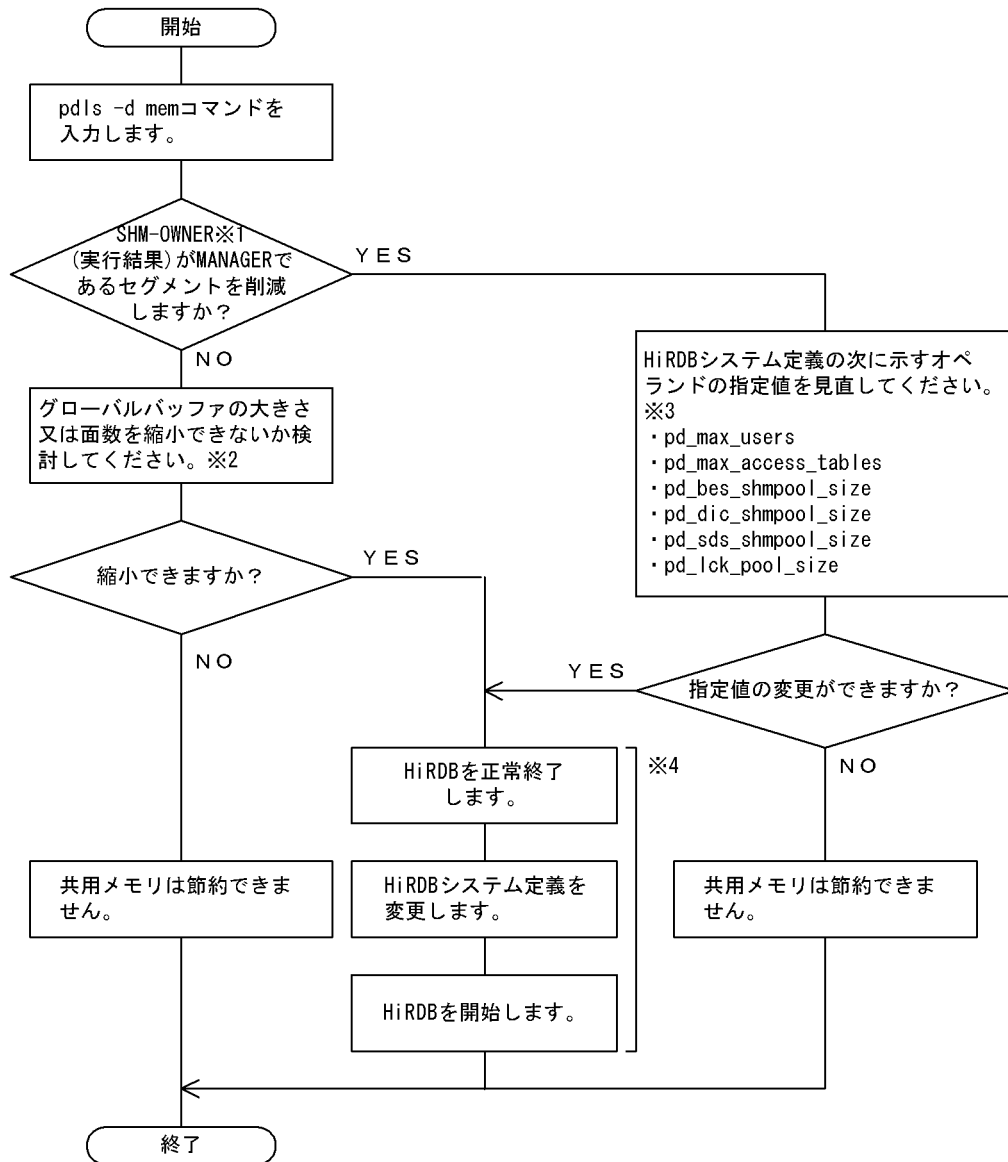 開始
pdls -d memコマンドを
入力します。
SHM-OWNER※1
(実行結果)がMANAGERで
あるセグメントを削減
しますか？
ＹＥＳ
ＮＯ
HiRDBシステム定義の次に示すオペ
ランドの指定値を見直してください。
※3
・pd_max_users
・pd_max_access_tables
・pd_bes_shmpool_size
・pd_dic_shmpool_size
・pd_sds_shmpool_size
・pd_lck_pool_size
グローバルバッファの大きさ
又は面数を縮小できないか検
討してください。※2
縮小できますか？
ＹＥＳ
ＮＯ
指定値の変更ができますか？
ＹＥＳ
ＮＯ
HiRDBを正常終了
します。
※4
共用メモリは節約できま
せん。
HiRDBシステム定義を
変更します。
共用メモリは節約できま
せん。
HiRDBを開始します。
終了